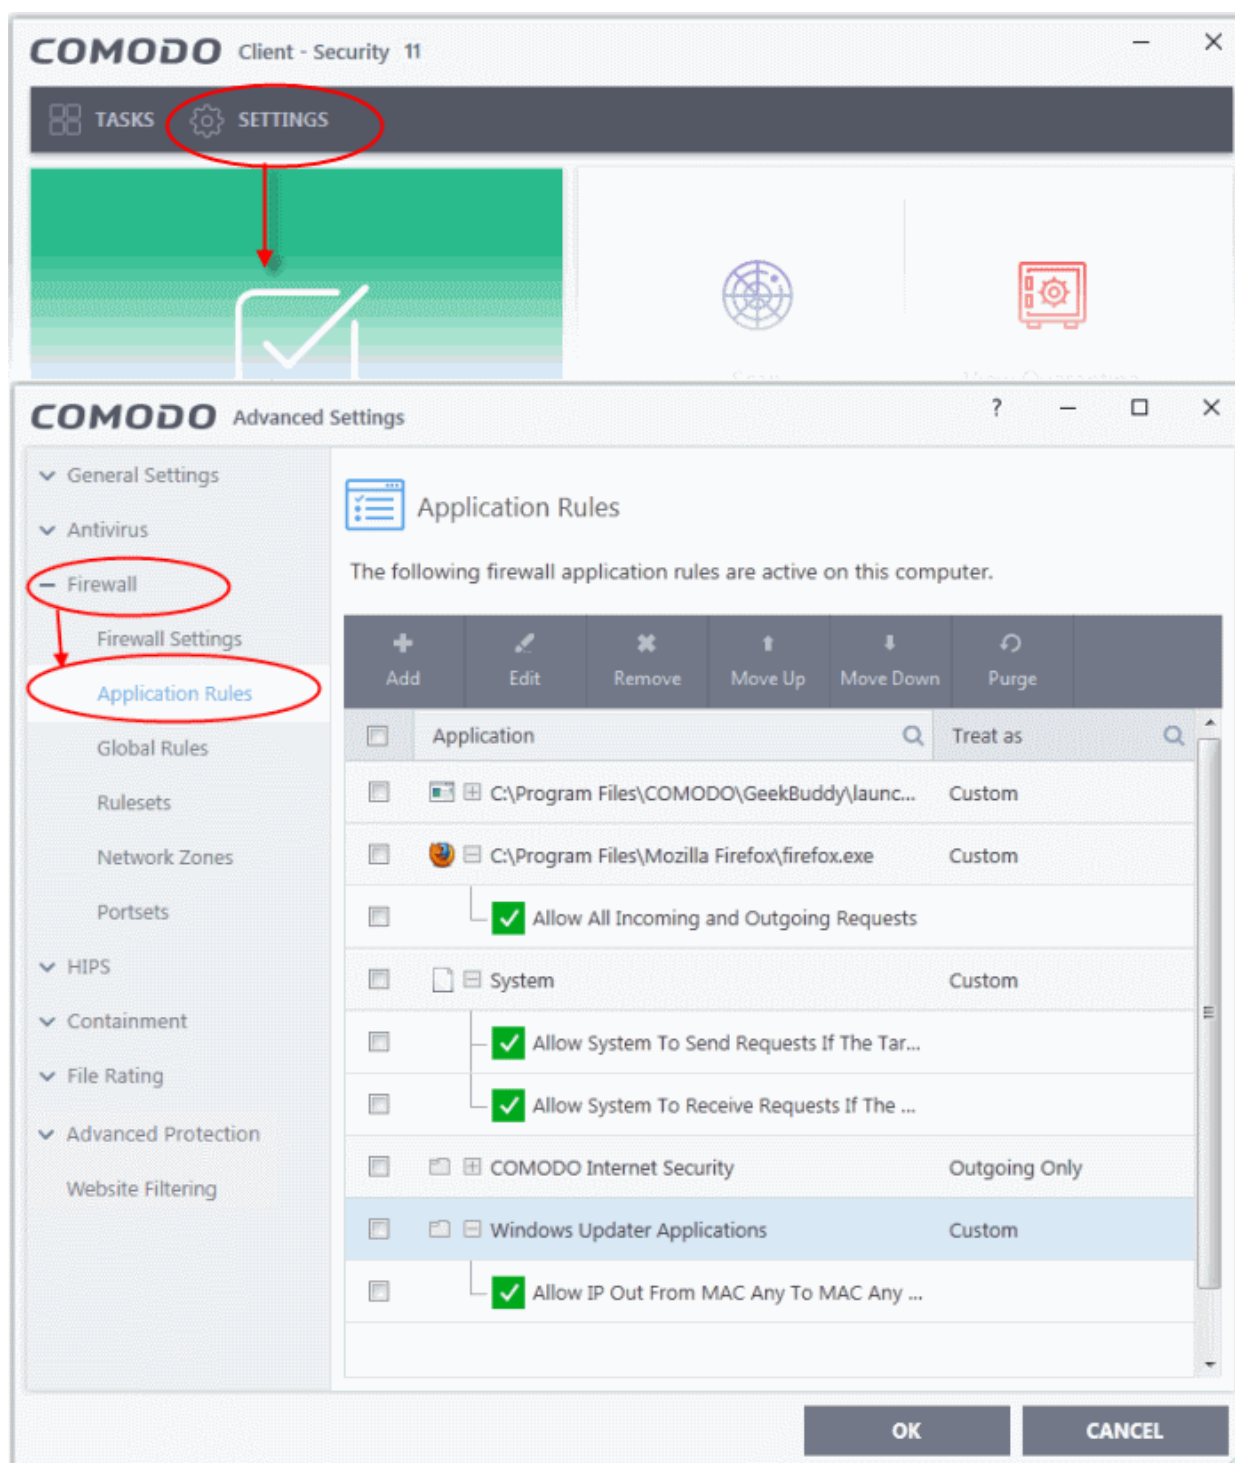 COMODO Client - Security 11
TASKS SETTINGS
COMODO Advanced Settings ?
General Settings
Antivirus
Firewall
Firewall Settings
Application Rules
Global Rules
Rulesets
Network Zones
Portsets
HIPS
Containment
File Rating
Advanced Protection
Website Filtering
Application Rules
The following firewall application rules are active on this computer.
Add Edit Remove Move Up Move Down Purge
Application Treat as
C:\Program Files\COMODO\GeekBuddy\launc... Custom
C:\Program Files\Mozilla Firefox\firefox.exe Custom
Allow All Incoming and Outgoing Requests
System Custom
Allow System To Send Requests If The Tar...
Allow System To Receive Requests If The ...
COMODO Internet Security Outgoing Only
Windows Updater Applications Custom
Allow IP Out From MAC Any To MAC Any ...
OK CANCEL